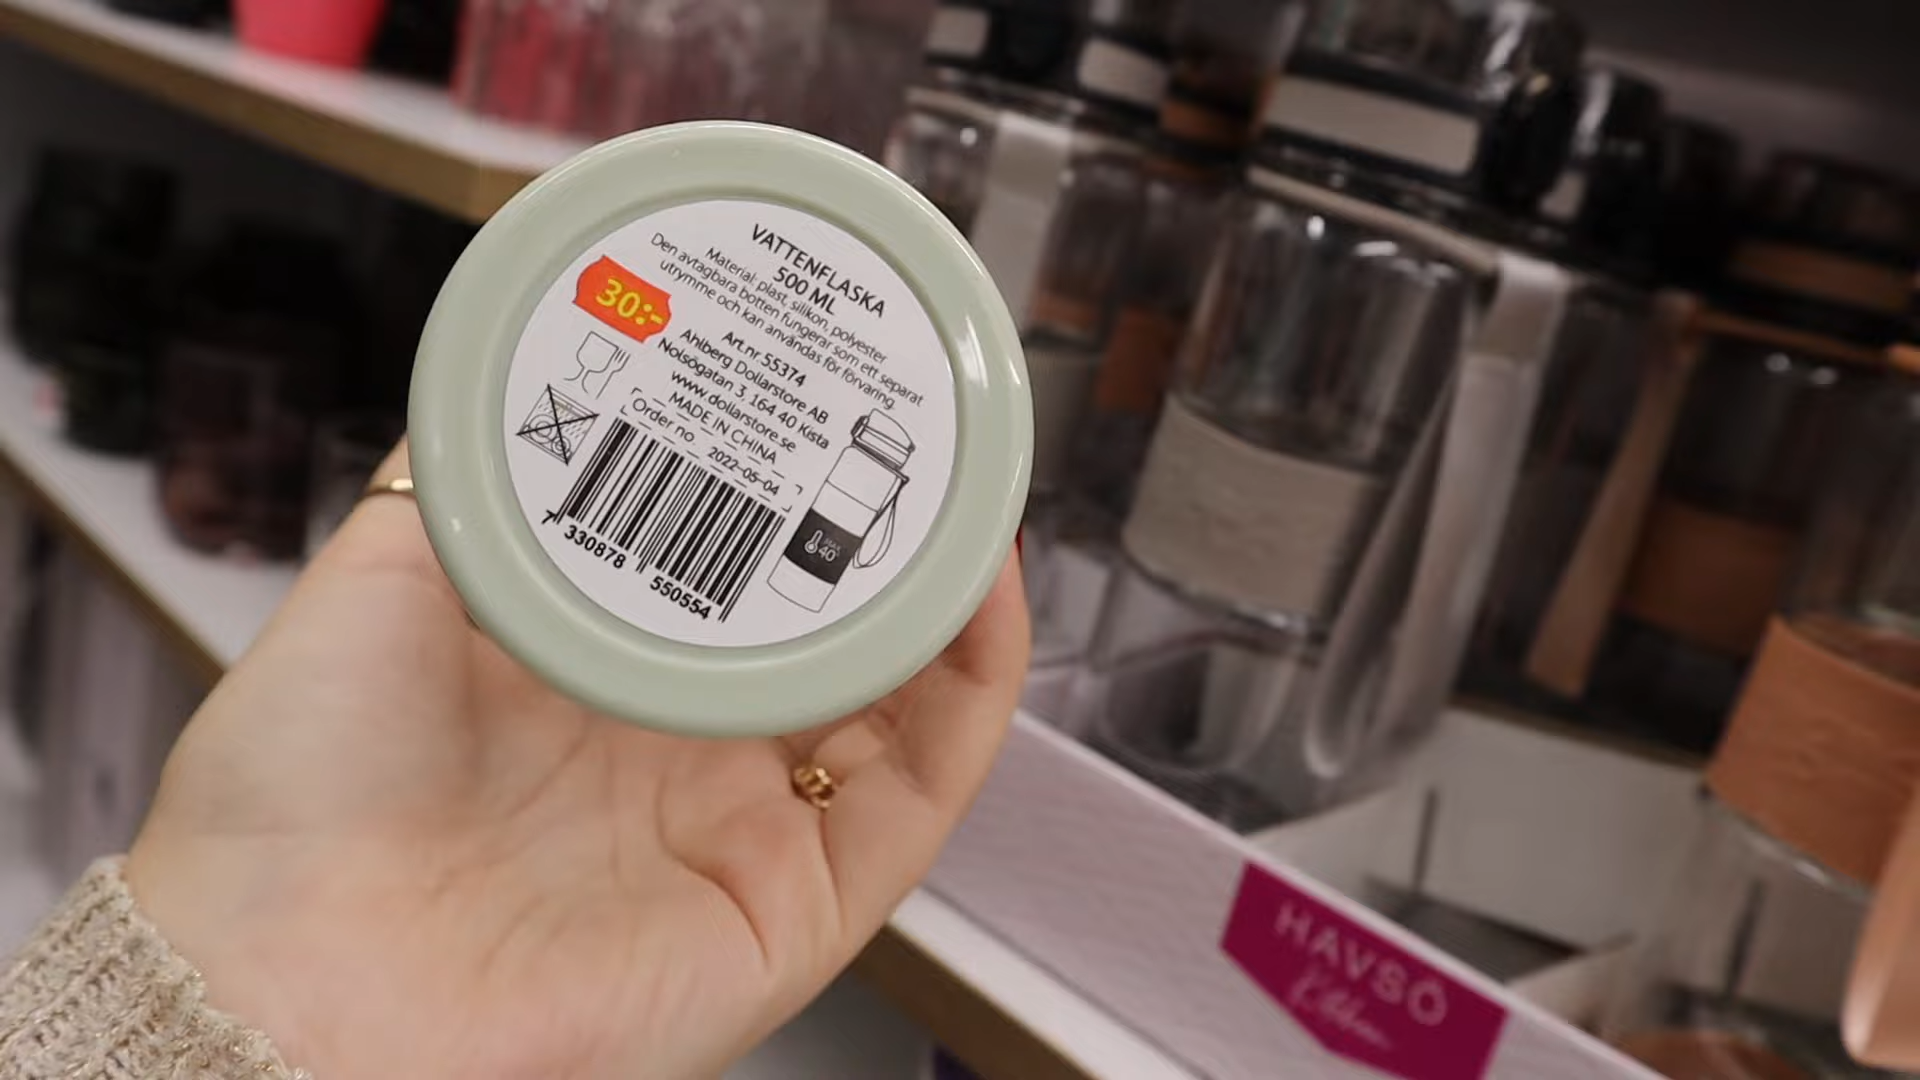 VATTENFLASKA
500 ML
Material: plast, silikon, polyester
Den avtagbara botten fungerar som ett separat
utrymme och kan användas för förvaring.
30:-
Art.nr.55374
Ahlberg Dollarstore AB
Nolsögatan 3, 164 40 Kista
www.dollarstore.se
MADE IN CHINA
Order no.
2022-05-04
7 330878 550554
MAX
40°
HAVSÖ
Kitchen